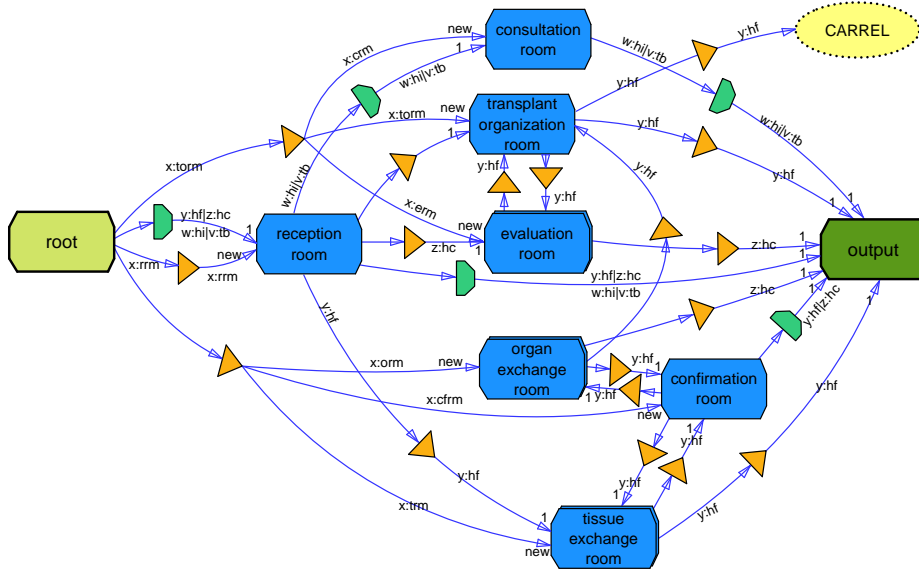 y:hf
CARREL
new
consultation
room
1
x:crm
w:hi|v:tb
w:hi|v:tb
y:hf
new
transplant
organization
room
1
x:torm
y:hf
w:hi|v:tb
x:torm
w:hi|v:tb
y:hf
y:hf
y:hf
y:hf
x:erm
root
y:hf|z:hc
w:hi|v:tb
1
new
x:rrm
x:rrm
reception
room
z:hc
new
1
evaluation
room
z:hc
1
1
1
output
1
1
1
1
y:hf|z:hc
w:hi|v:tb
z:hc
y:hf|z:hc
y:hf
x:orm
new
organ
exchange
room
y:hf
1
1
y:hf
confirmation
room
new
x:cfrm
y:hf
1
y:hf
y:hf
1
y:hf
x:trm
1
new
tissue
exchange
room
y:hf